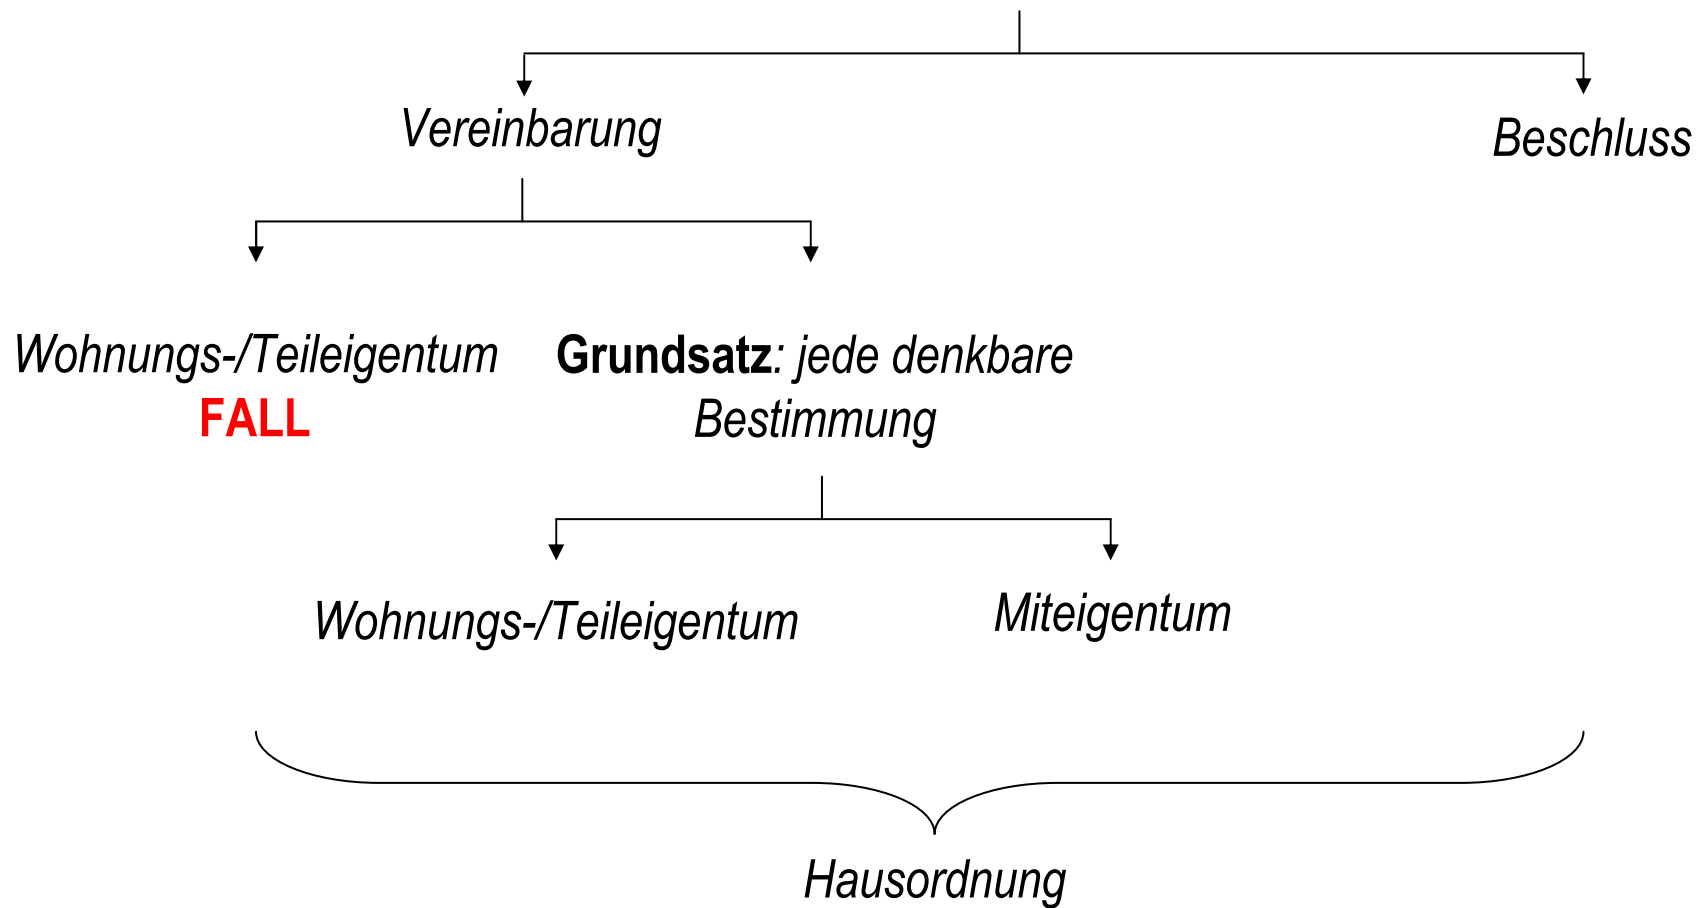 Vereinbarung
Beschluss
Wohnungs-/Teileigentum
FALL
Grundsatz: jede denkbare
Bestimmung
Wohnungs-/Teileigentum
Miteigentum
Hausordnung